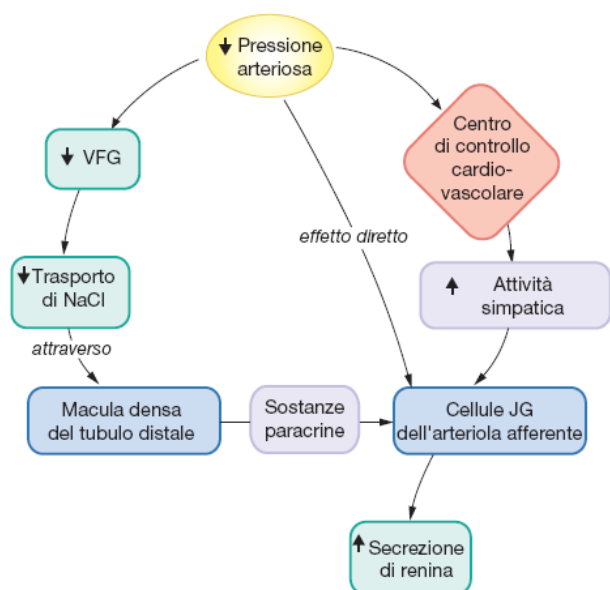 ↓ Pressione
arteriosa
↓ VFG
Centro
di controllo
cardio-
vascolare
effetto diretto
↓ Trasporto
di NaCl
↑ Attività
simpatica
attraverso
Macula densa
del tubulo distale
Sostanze
paracrine
Cellule JG
dell'arteriola afferente
↑ Secrezione
di renina